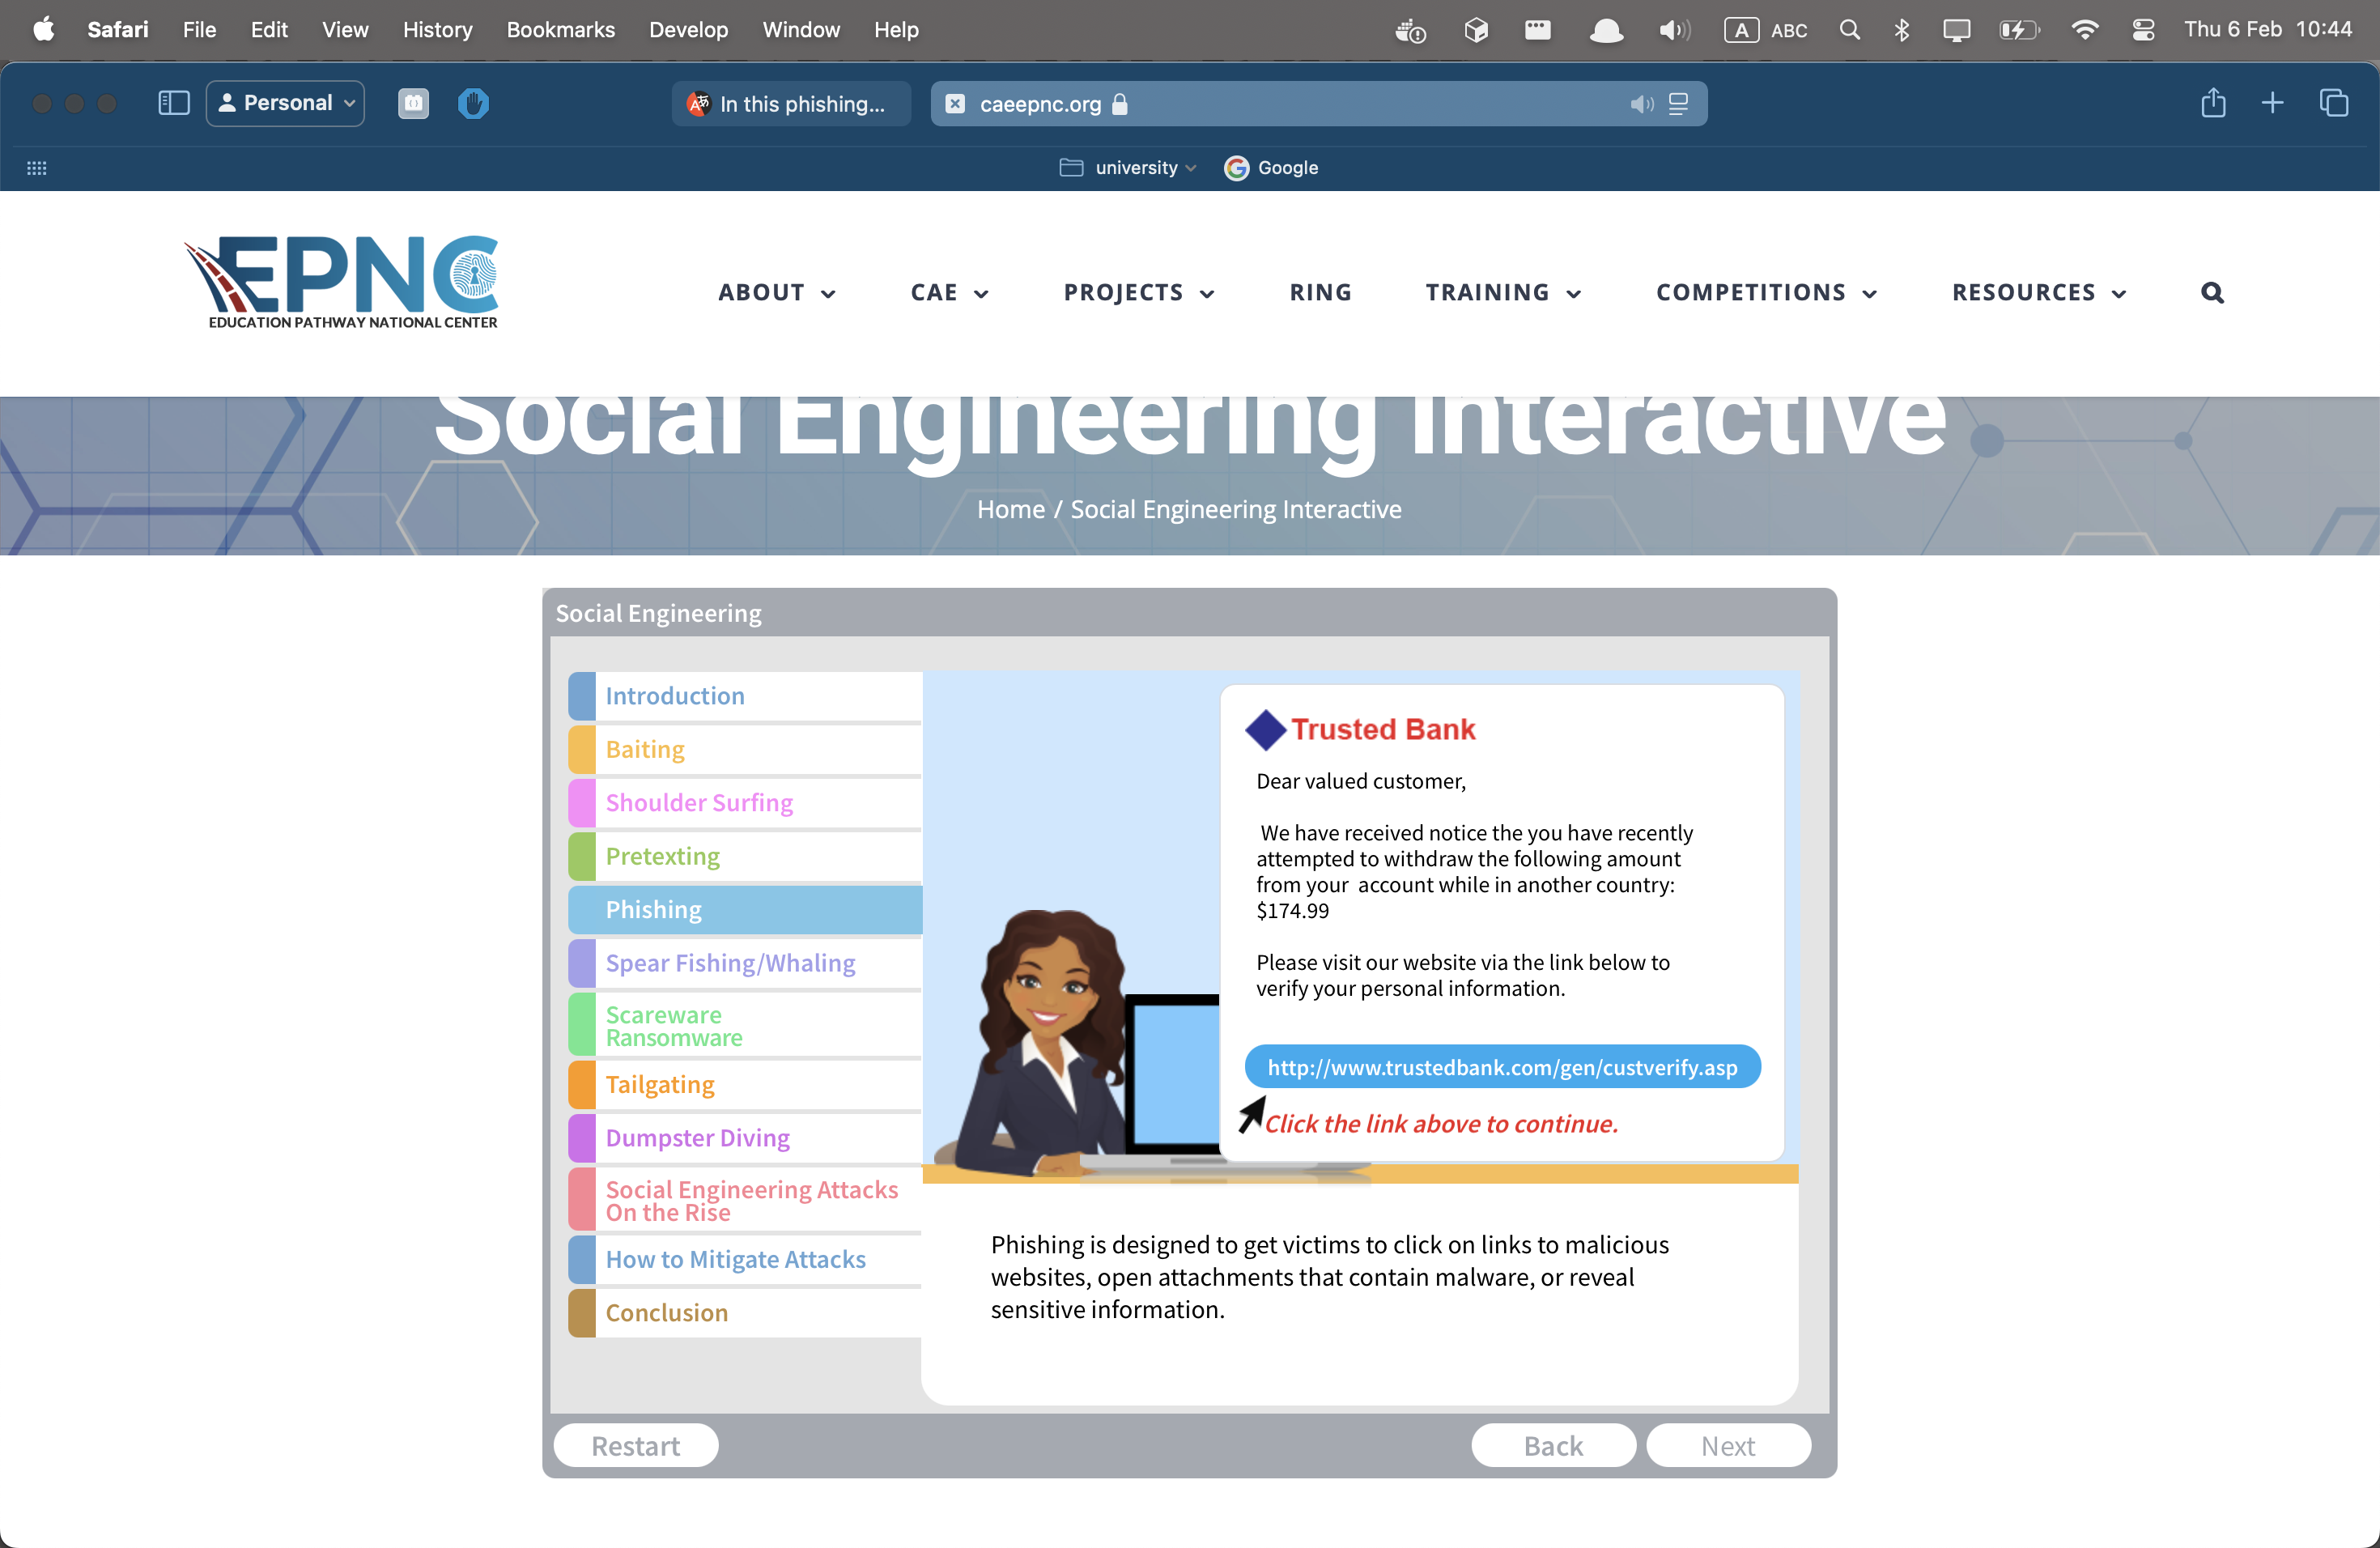 Safari File Edit View History Bookmarks Develop Window Help A ABC Thu 6 Feb 10:44
Personal In this phishing... caeepnc.org
university Google
EPNC
EDUCATION PATHWAY NATIONAL CENTER
ABOUT CAE PROJECTS RING TRAINING COMPETITIONS RESOURCES
Social Engineering Interactive
Home / Social Engineering Interactive
Social Engineering
Introduction
Baiting
Shoulder Surfing
Pretexting
Phishing
Spear Fishing/Whaling
Scareware
Ransomware
Tailgating
Dumpster Diving
Social Engineering Attacks
On the Rise
How to Mitigate Attacks
Conclusion
Trusted Bank
Dear valued customer,
We have received notice the you have recently
attempted to withdraw the following amount
from your account while in another country:
$174.99
Please visit our website via the link below to
verify your personal information.
http://www.trustedbank.com/gen/custverify.asp
Click the link above to continue.
Phishing is designed to get victims to click on links to malicious
websites, open attachments that contain malware, or reveal
sensitive information.
Restart Back Next